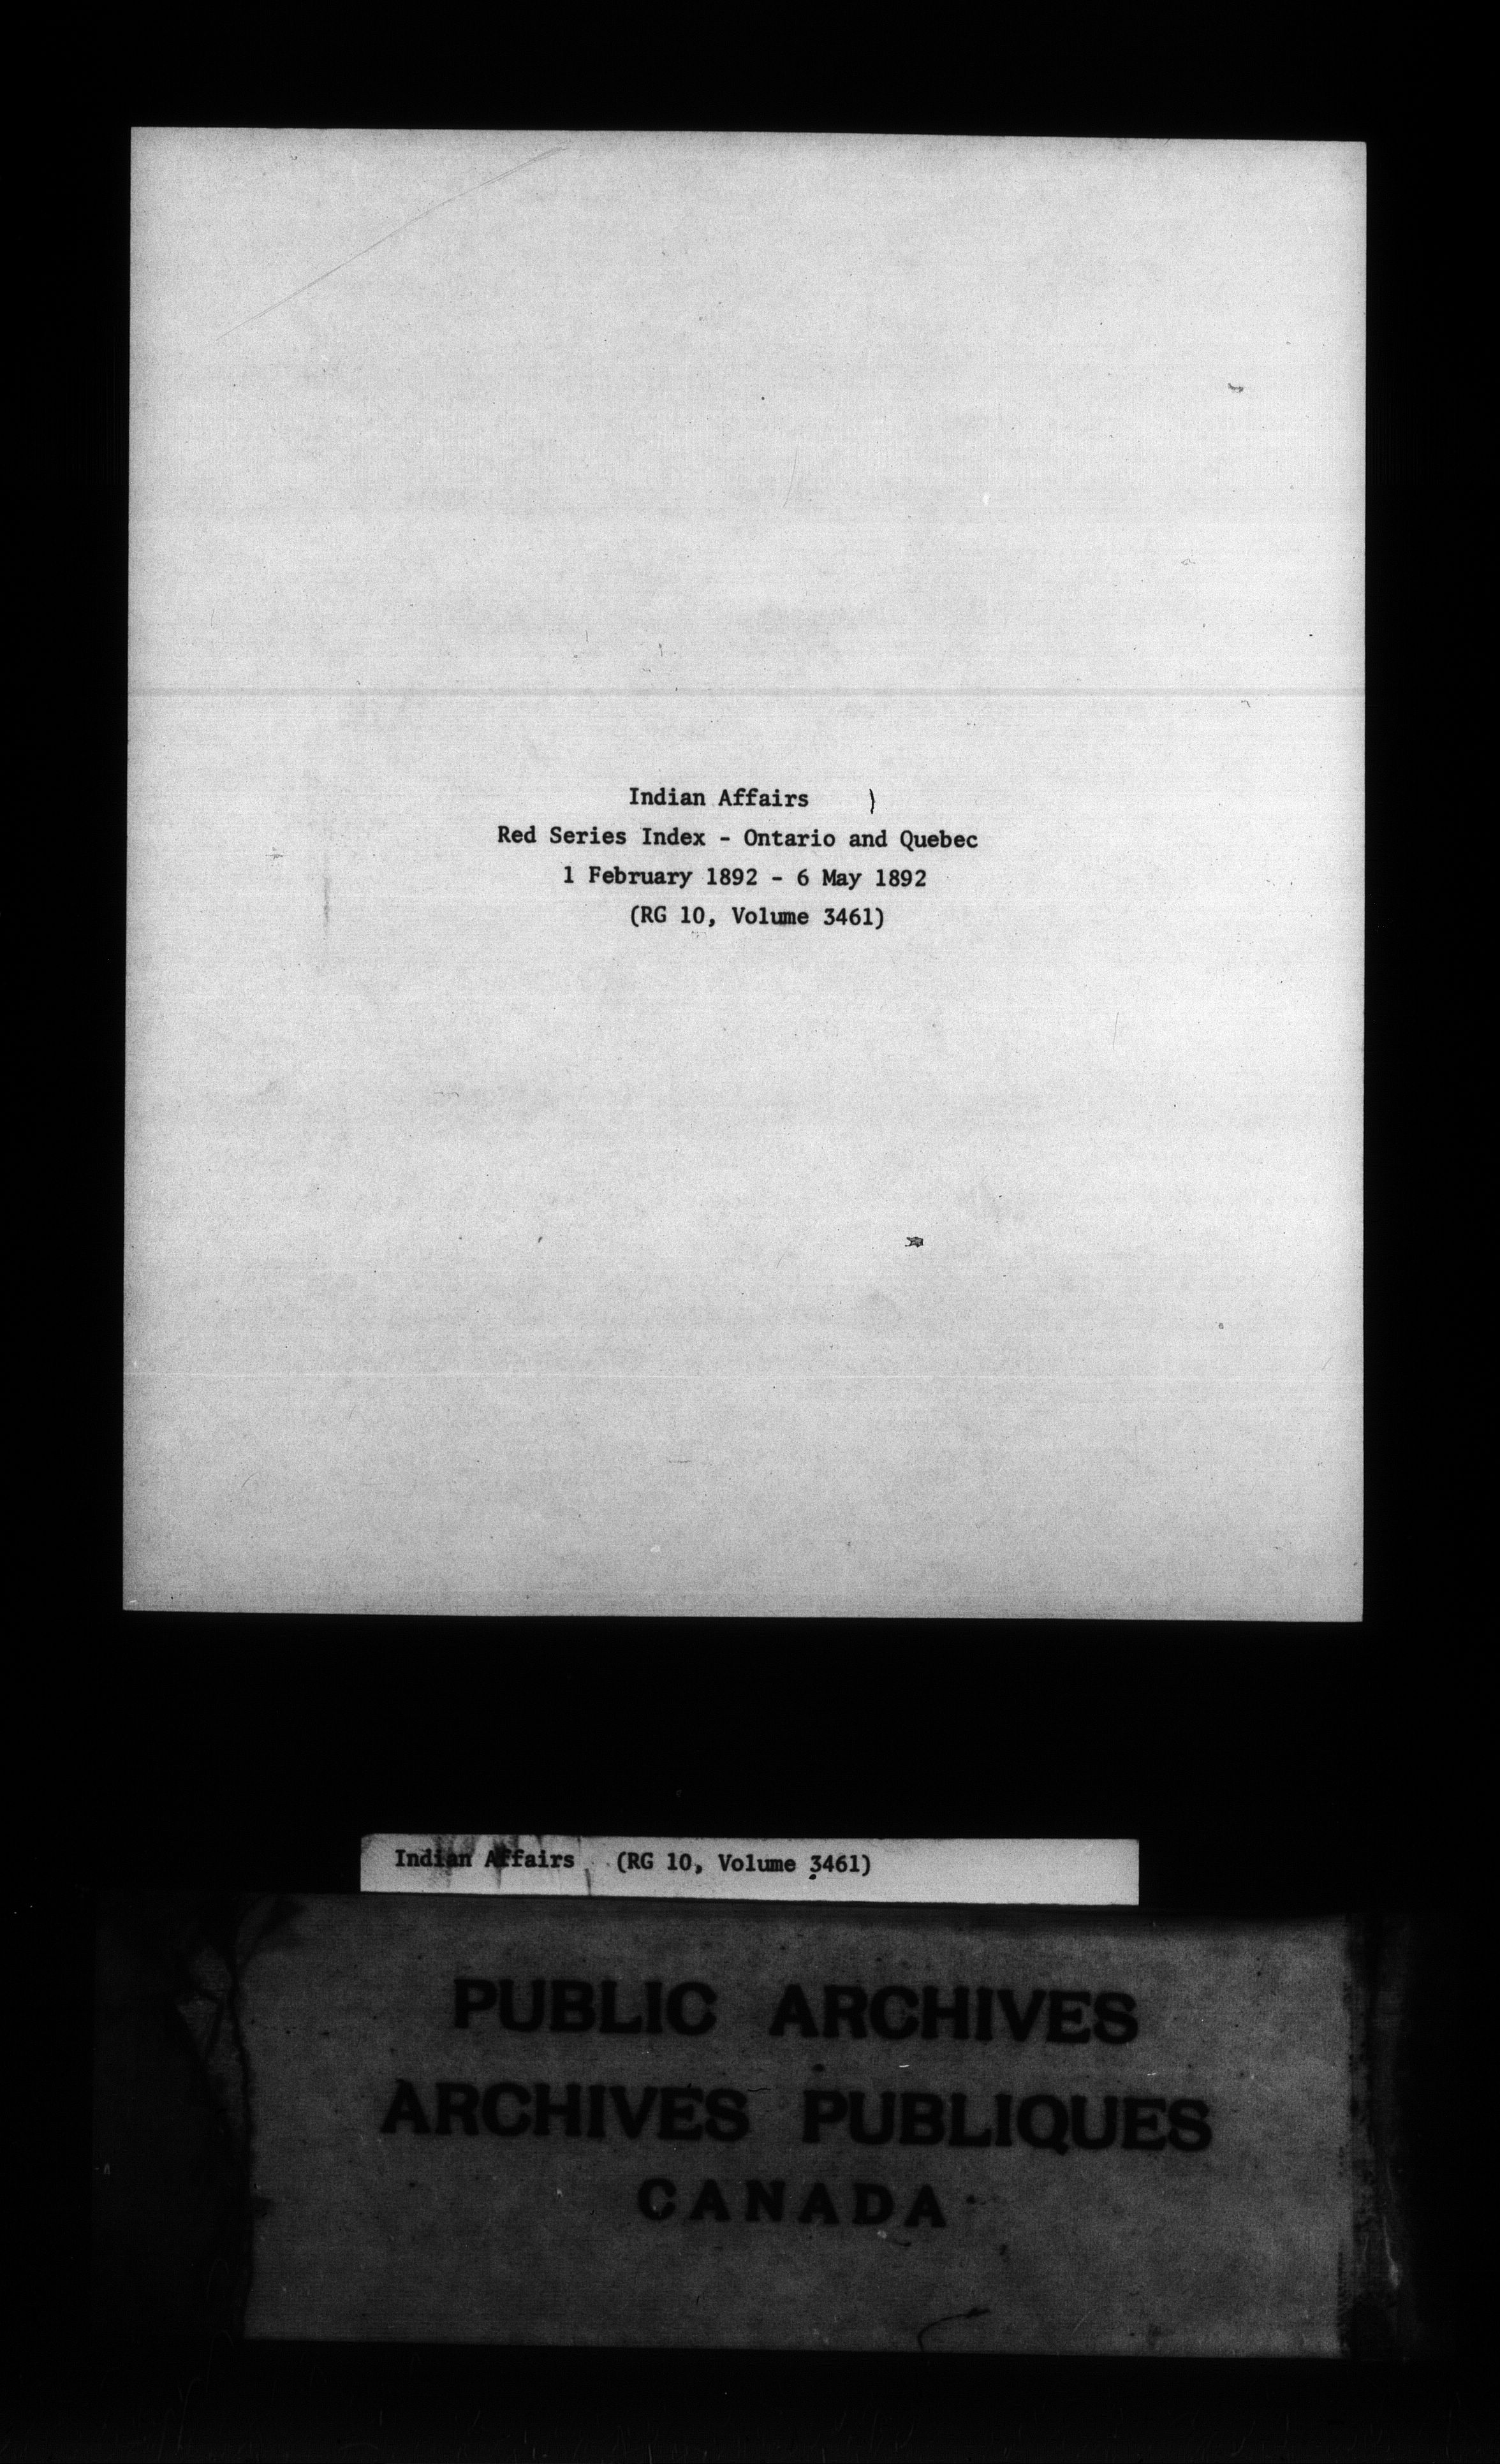 Indian Affairs
Red Series Index - Ontario and Quebec
1 February 1892 - 6 May 1892
(RG 10, Volume 3461)
Indian Affairs (RG 10, Volume 3461)
PUBLIC ARCHIVES
ARCHIVES PUBLIQUES
CANADA